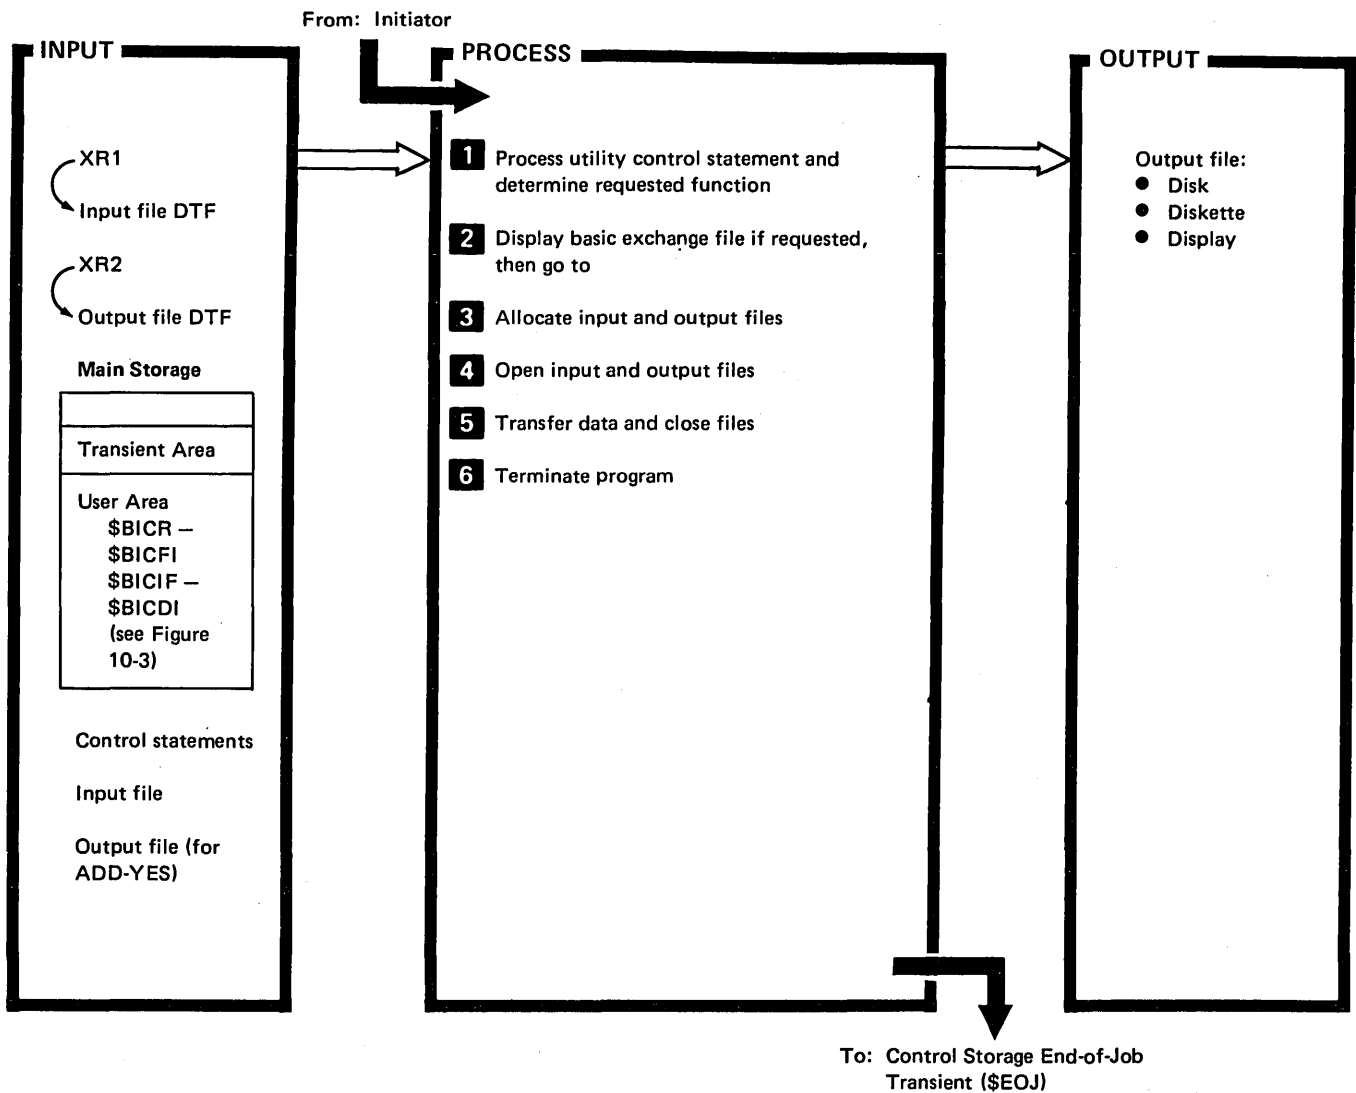 From: Initiator
INPUT
XR1
Input file DTF
XR2
Output file DTF
Main Storage
Transient Area
User Area
$BICR —
$BICFI
$BICIF —
$BICDI
(see Figure
10-3)
Control statements
Input file
Output file (for
ADD-YES)
PROCESS
1 Process utility control statement and
determine requested function
2 Display basic exchange file if requested,
then go to
3 Allocate input and output files
4 Open input and output files
5 Transfer data and close files
6 Terminate program
OUTPUT
Output file:
● Disk
● Diskette
● Display
To: Control Storage End-of-Job
Transient ($EOJ)